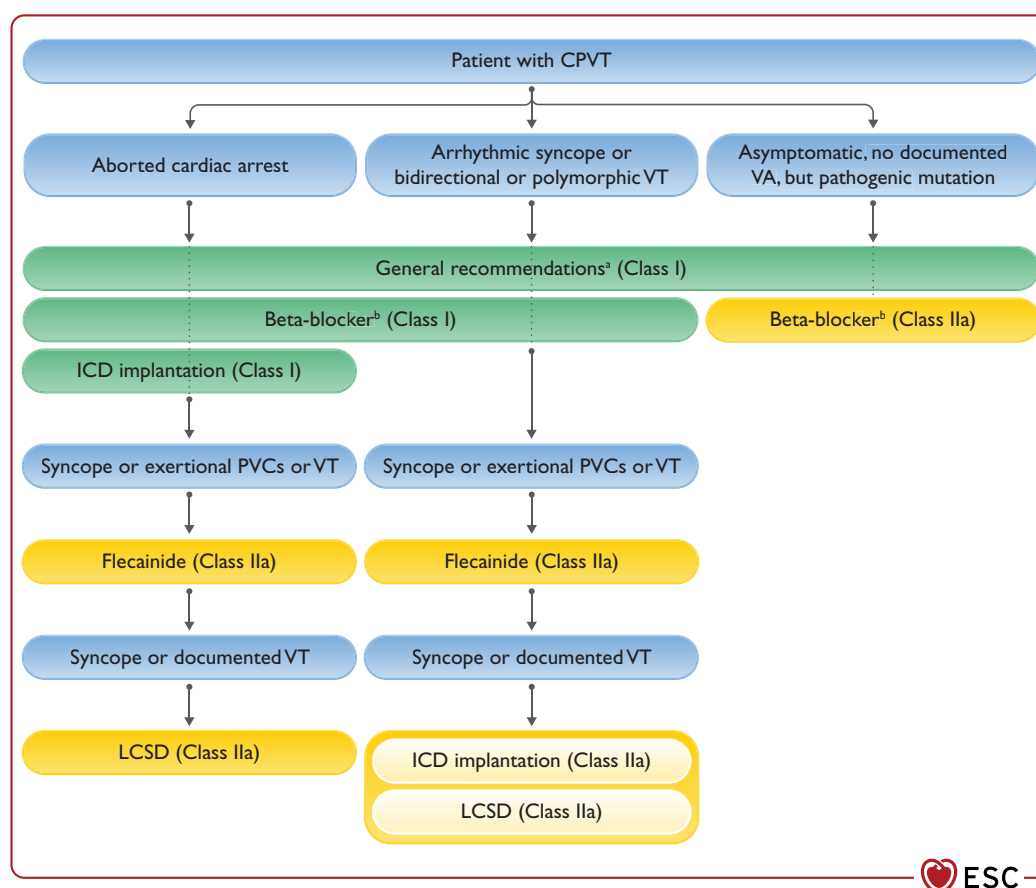 Patient with CPVT
Aborted cardiac arrest
Arrhythmic syncope or
bidirectional or polymorphic VT
Asymptomatic, no documented
VA, but pathogenic mutation
General recommendationsᵃ (Class I)
Beta-blockerᵇ (Class I)
Beta-blockerᵇ (Class IIa)
ICD implantation (Class I)
Syncope or exertional PVCs or VT
Syncope or exertional PVCs or VT
Flecainide (Class IIa)
Flecainide (Class IIa)
Syncope or documented VT
Syncope or documented VT
LCSD (Class IIa)
ICD implantation (Class IIa)
LCSD (Class IIa)
ESC